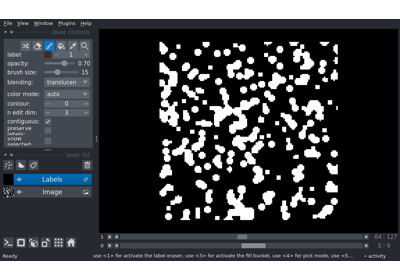 File View Window Plugins Help
layer controls
label: 1
opacity: 0.70
brush size: 15
blending: translucen
color mode: auto
contour: 0
n edit dim: 3
contiguous: ✓
preserve labels:
show selected:
layer list
Labels
Image
1 64 | 127
0 5 | 9
Ready use <1> for activate the label eraser, use <3> for activate the fill bucket, use <4> for pick mode, use <5... activity